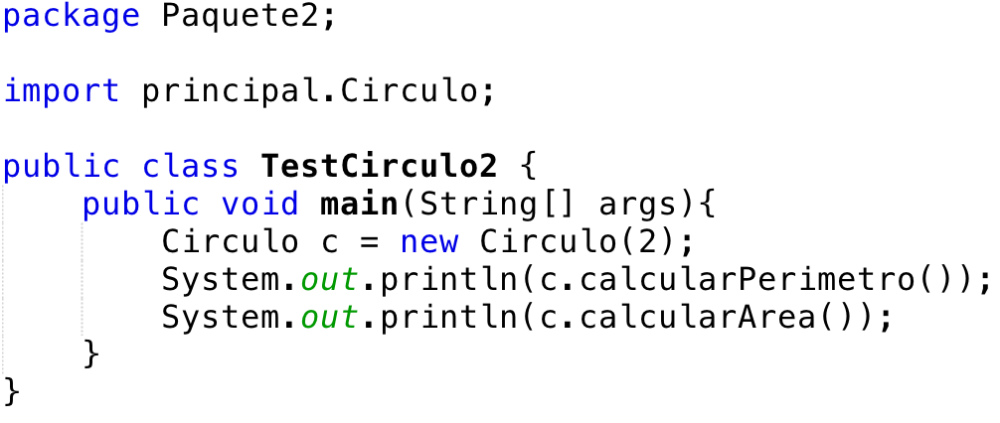 package Paquete2;
import principal.Circulo;
public class TestCirculo2 {
public void main(String[] args){
Circulo c = new Circulo(2);
System.out.println(c.calcularPerimetro());
System.out.println(c.calcularArea());
}
}